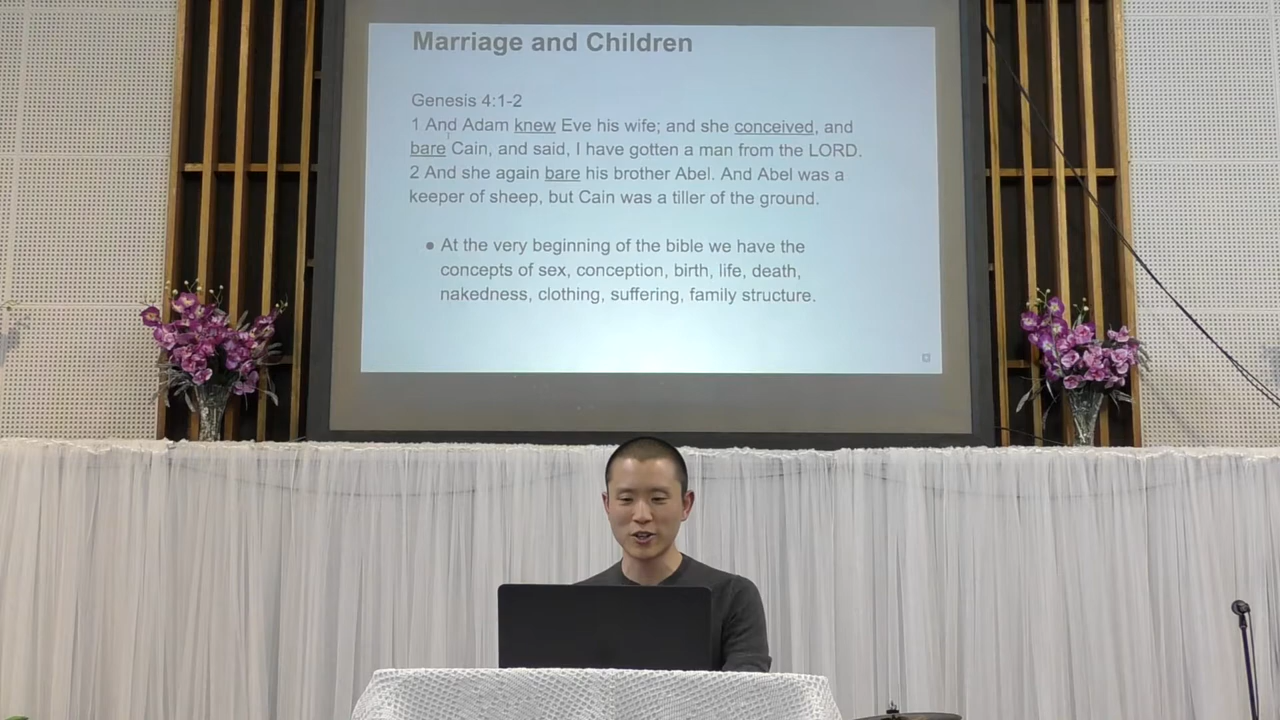 Marriage and Children
Genesis 4:1-2
1 And Adam knew Eve his wife; and she conceived, and
bare Cain, and said, I have gotten a man from the LORD.
2 And she again bare his brother Abel. And Abel was a
keeper of sheep, but Cain was a tiller of the ground.
● At the very beginning of the bible we have the
concepts of sex, conception, birth, life, death,
nakedness, clothing, suffering, family structure.